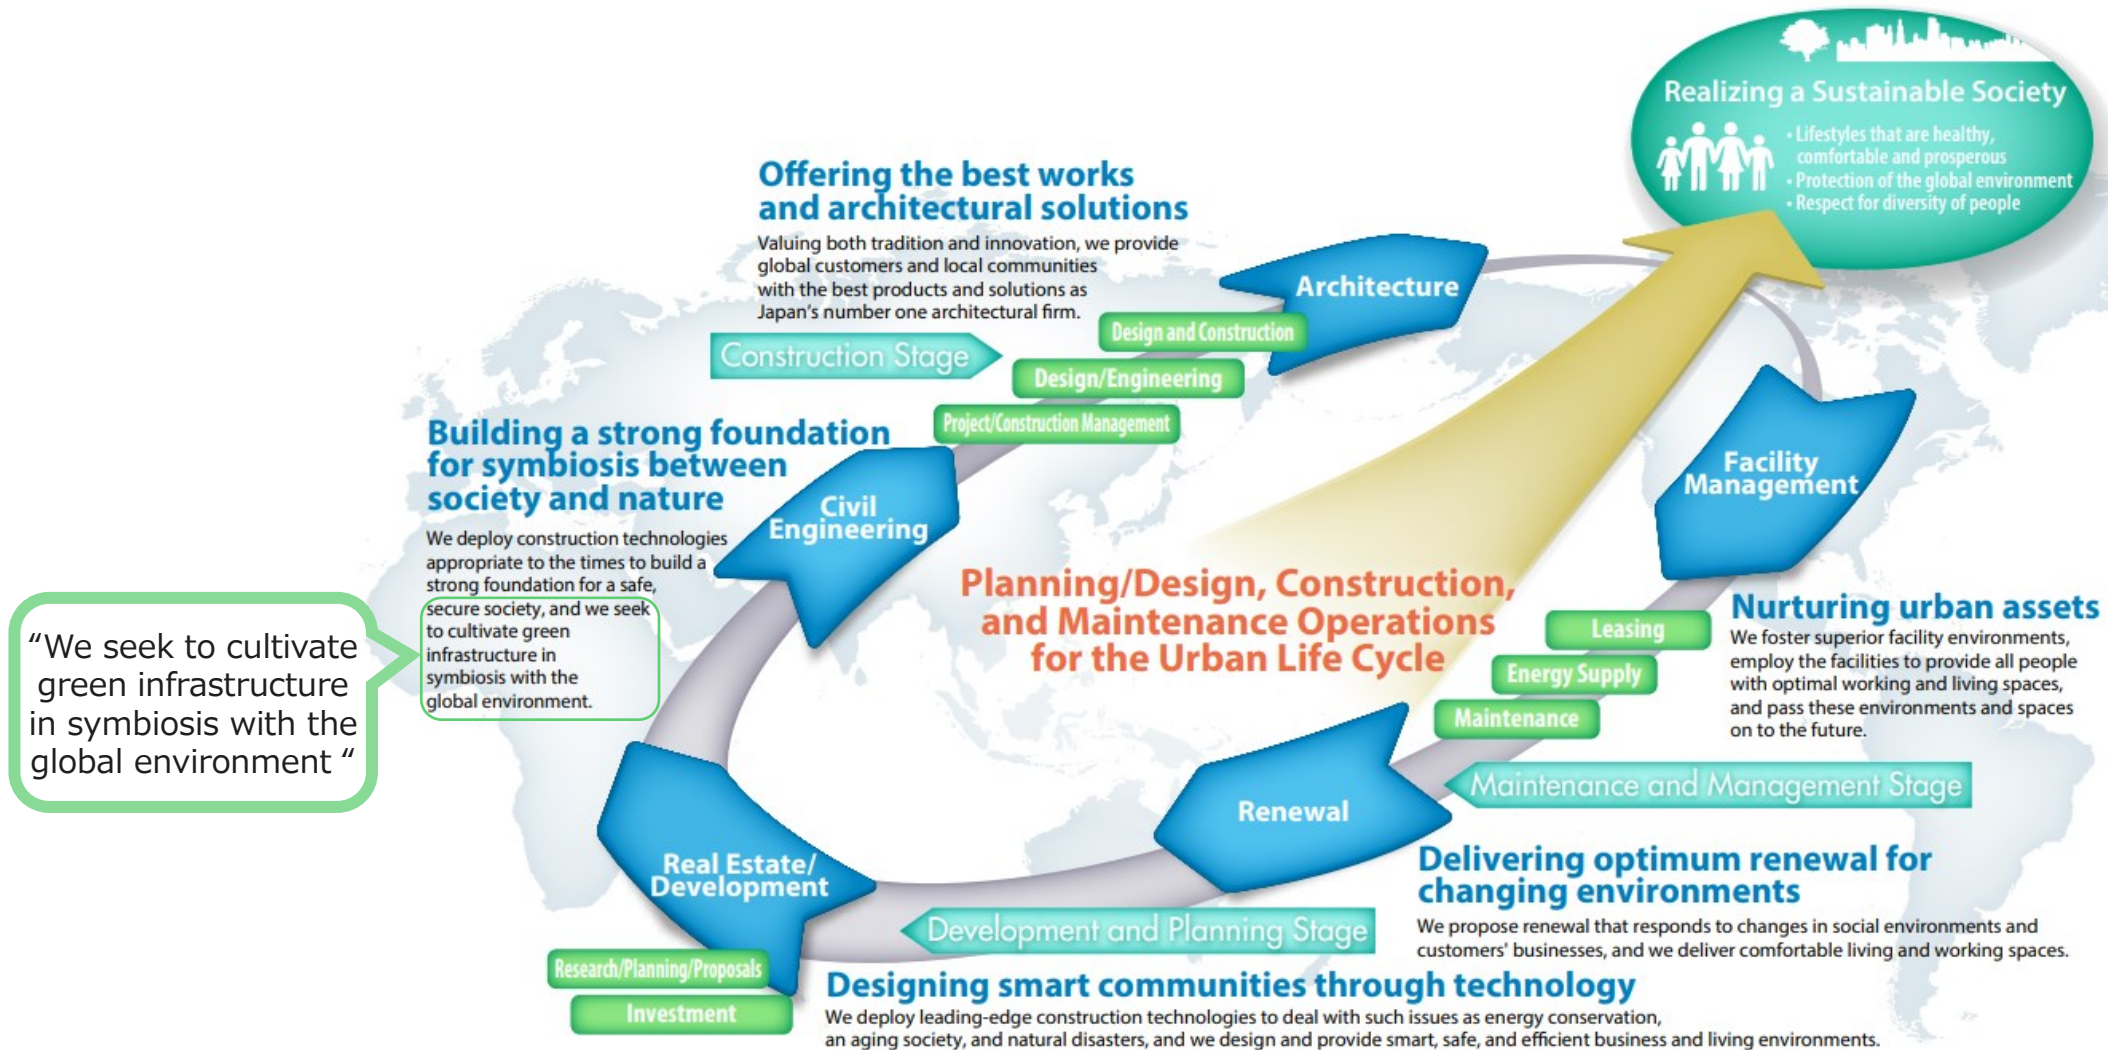 Realizing a Sustainable Society
• Lifestyles that are healthy,
comfortable and prosperous
• Protection of the global environment
• Respect for diversity of people
Offering the best works
and architectural solutions
Valuing both tradition and innovation, we provide
global customers and local communities
with the best products and solutions as
Japan's number one architectural firm.
Architecture
Design and Construction
Construction Stage
Design/Engineering
Project/Construction Management
Building a strong foundation
for symbiosis between
society and nature
We deploy construction technologies
appropriate to the times to build a
strong foundation for a safe,
secure society, and we seek
to cultivate green
infrastructure in
symbiosis with the
global environment.
Civil
Engineering
Facility
Management
"We seek to cultivate
green infrastructure
in symbiosis with the
global environment "
Planning/Design, Construction,
and Maintenance Operations
for the Urban Life Cycle
Leasing
Energy Supply
Maintenance
Nurturing urban assets
We foster superior facility environments,
employ the facilities to provide all people
with optimal working and living spaces,
and pass these environments and spaces
on to the future.
Maintenance and Management Stage
Renewal
Real Estate/
Development
Delivering optimum renewal for
changing environments
We propose renewal that responds to changes in social environments and
customers' businesses, and we deliver comfortable living and working spaces.
Development and Planning Stage
Research/Planning/Proposals
Investment
Designing smart communities through technology
We deploy leading-edge construction technologies to deal with such issues as energy conservation,
an aging society, and natural disasters, and we design and provide smart, safe, and efficient business and living environments.